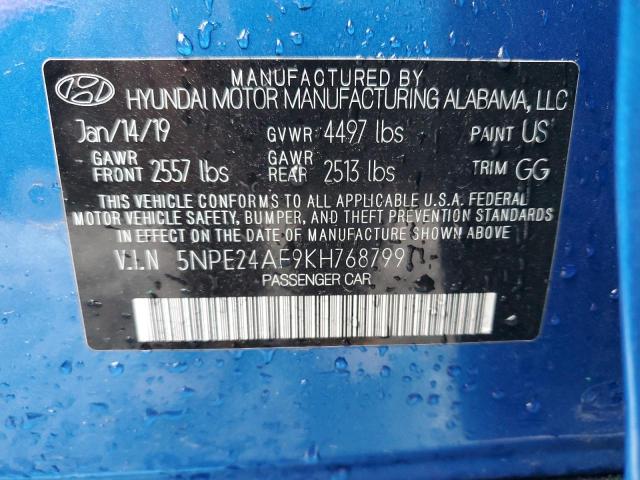 MANUFACTURED BY
HYUNDAI MOTOR MANUFACTURING ALABAMA, LLC
Jan/14/19 GVWR 4497 lbs PAINT US
GAWR FRONT 2557 lbs GAWR REAR 2513 lbs TRIM GG
THIS VEHICLE CONFORMS TO ALL APPLICABLE U.S.A. FEDERAL
MOTOR VEHICLE SAFETY, BUMPER, AND THEFT PREVENTION STANDARDS
IN EFFECT ON THE DATE OF MANUFACTURE SHOWN ABOVE
V.I.N 5NPE24AF9KH768799
PASSENGER CAR